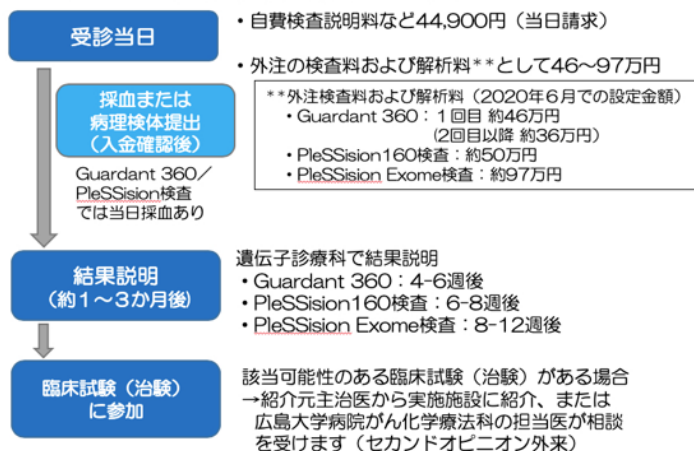 受診当日
・自費検査説明料など44,900円（当日請求）
・外注の検査料および解析料**として46～97万円
採血または
病理検体提出
（入金確認後）
**外注検査料および解析料（2020年6月での設定金額）
・Guardant 360：１回目 約46万円
(2回目以降 約36万円）
・PleSSision160検査：約50万円
・PleSSision Exome検査：約97万円
Guardant 360／
PleSSision検査
では当日採血あり
結果説明
（約１～３か月後）
遺伝子診療科で結果説明
・Guardant 360：4-6週後
・PleSSision160検査：6-8週後
・PleSSision Exome検査：8-12週後
臨床試験（治験）
に参加
該当可能性のある臨床試験（治験）がある場合
→紹介元主治医から実施施設に紹介、または
広島大学病院がん化学療法科の担当医が相談
を受けます（セカンドオピニオン外来）